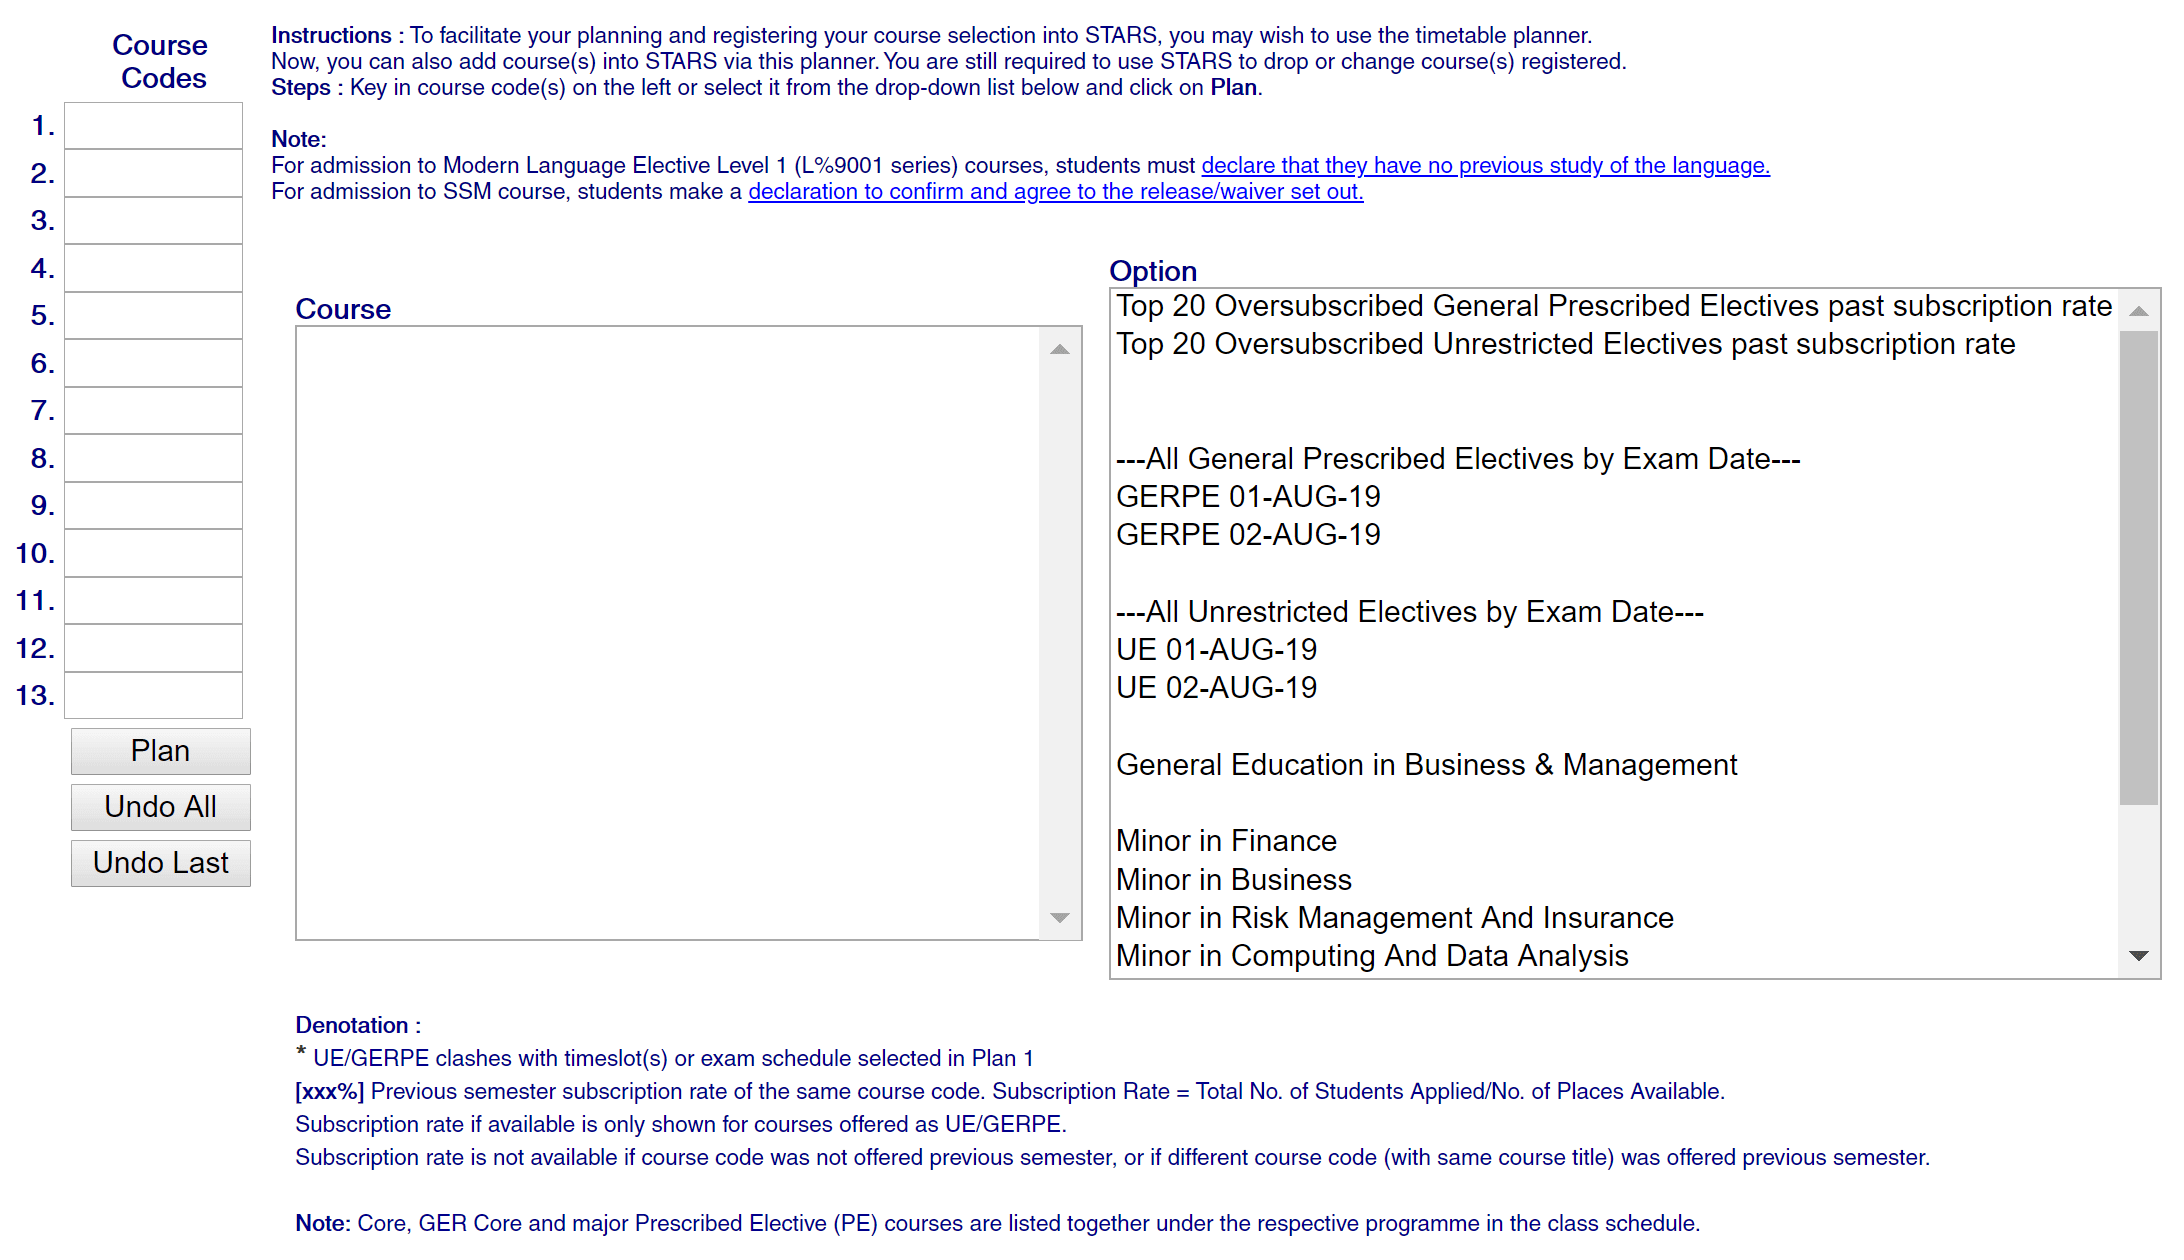 Course
Codes
1.
2.
3.
4.
5.
6.
7.
8.
9.
10.
11.
12.
13.
Plan
Undo All
Undo Last
Instructions : To facilitate your planning and registering your course selection into STARS, you may wish to use the timetable planner.
Now, you can also add course(s) into STARS via this planner. You are still required to use STARS to drop or change course(s) registered.
Steps : Key in course code(s) on the left or select it from the drop-down list below and click on Plan.
Note:
For admission to Modern Language Elective Level 1 (L%9001 series) courses, students must declare that they have no previous study of the language.
For admission to SSM course, students make a declaration to confirm and agree to the release/waiver set out.
Course
Option
Top 20 Oversubscribed General Prescribed Electives past subscription rate
Top 20 Oversubscribed Unrestricted Electives past subscription rate
---All General Prescribed Electives by Exam Date---
GERPE 01-AUG-19
GERPE 02-AUG-19
---All Unrestricted Electives by Exam Date---
UE 01-AUG-19
UE 02-AUG-19
General Education in Business & Management
Minor in Finance
Minor in Business
Minor in Risk Management And Insurance
Minor in Computing And Data Analysis
Denotation :
* UE/GERPE clashes with timeslot(s) or exam schedule selected in Plan 1
[xxx%] Previous semester subscription rate of the same course code. Subscription Rate = Total No. of Students Applied/No. of Places Available.
Subscription rate if available is only shown for courses offered as UE/GERPE.
Subscription rate is not available if course code was not offered previous semester, or if different course code (with same course title) was offered previous semester.
Note: Core, GER Core and major Prescribed Elective (PE) courses are listed together under the respective programme in the class schedule.